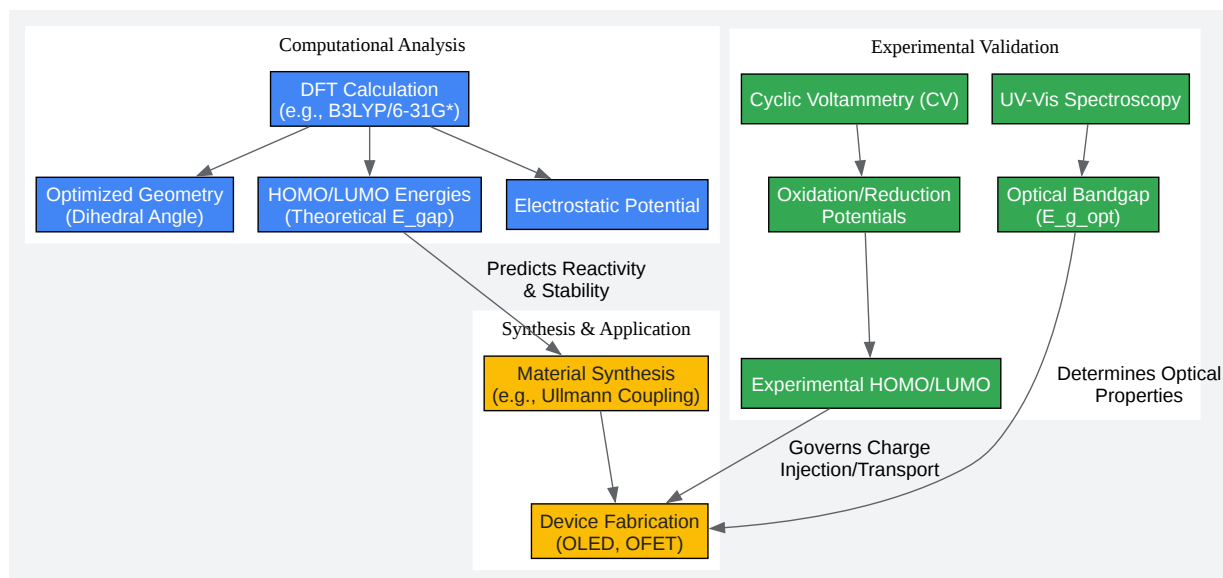 Computational Analysis
DFT Calculation
(e.g., B3LYP/6-31G*)
Optimized Geometry
(Dihedral Angle)
HOMO/LUMO Energies
(Theoretical E_gap)
Electrostatic Potential
Predicts Reactivity
& Stability
Experimental Validation
Cyclic Voltammetry (CV)
UV-Vis Spectroscopy
Oxidation/Reduction
Potentials
Optical Bandgap
(E_g_opt)
Experimental HOMO/LUMO
Determines Optical
Properties
Governs Charge
Injection/Transport
Synthesis & Application
Material Synthesis
(e.g., Ullmann Coupling)
Device Fabrication
(OLED, OFET)